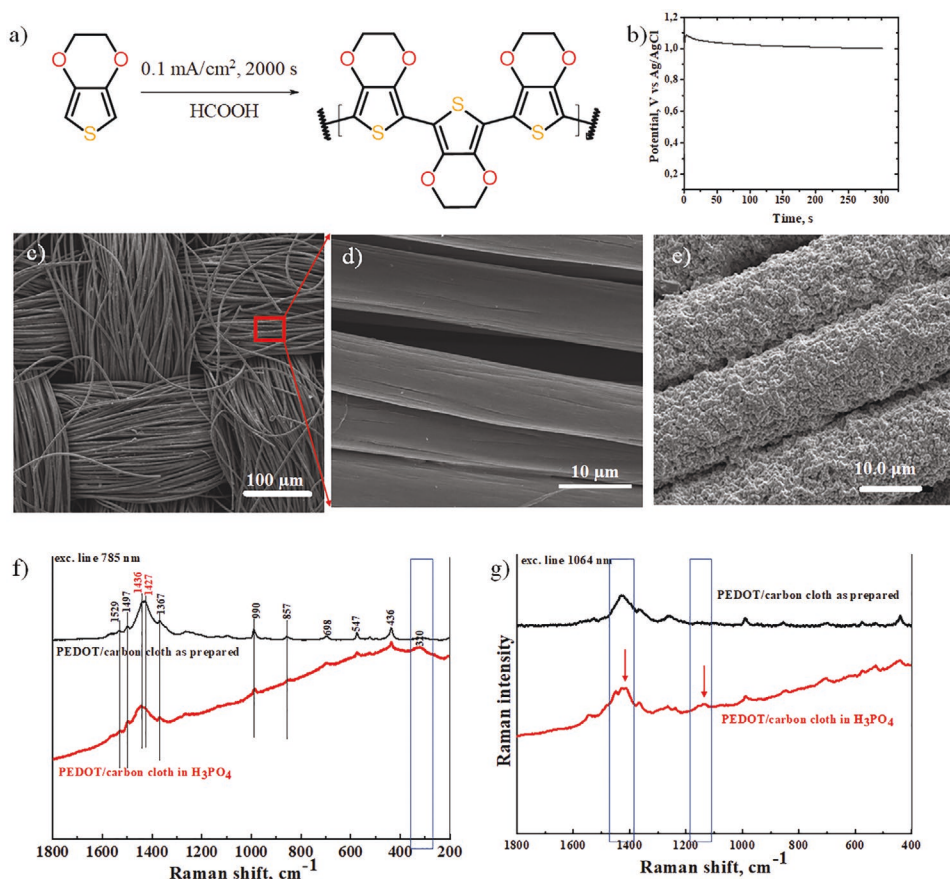 a)
O
O
S
0.1 mA/cm², 2000 s
HCOOH
O
O
O
O
S
S
S
O
O
b)
Potential, V vs Ag/AgCl
1,2
1,0
0,8
0,6
0,4
0,2
0
50
100
150
200
250
300
Time, s
c)
100 µm
d)
10 µm
e)
10.0 µm
f)
exc. line 785 nm
1529
1497
1436
1427
1367
990
857
698
547
436
320
PEDOT/carbon cloth as prepared
PEDOT/carbon cloth in H₃PO₄
1800
1600
1400
1200
1000
800
600
400
200
Raman shift, cm⁻¹
g)
exc. line 1064 nm
Raman intensity
PEDOT/carbon cloth as prepared
PEDOT/carbon cloth in H₃PO₄
1800
1600
1400
1200
1000
800
600
400
Raman shift, cm⁻¹